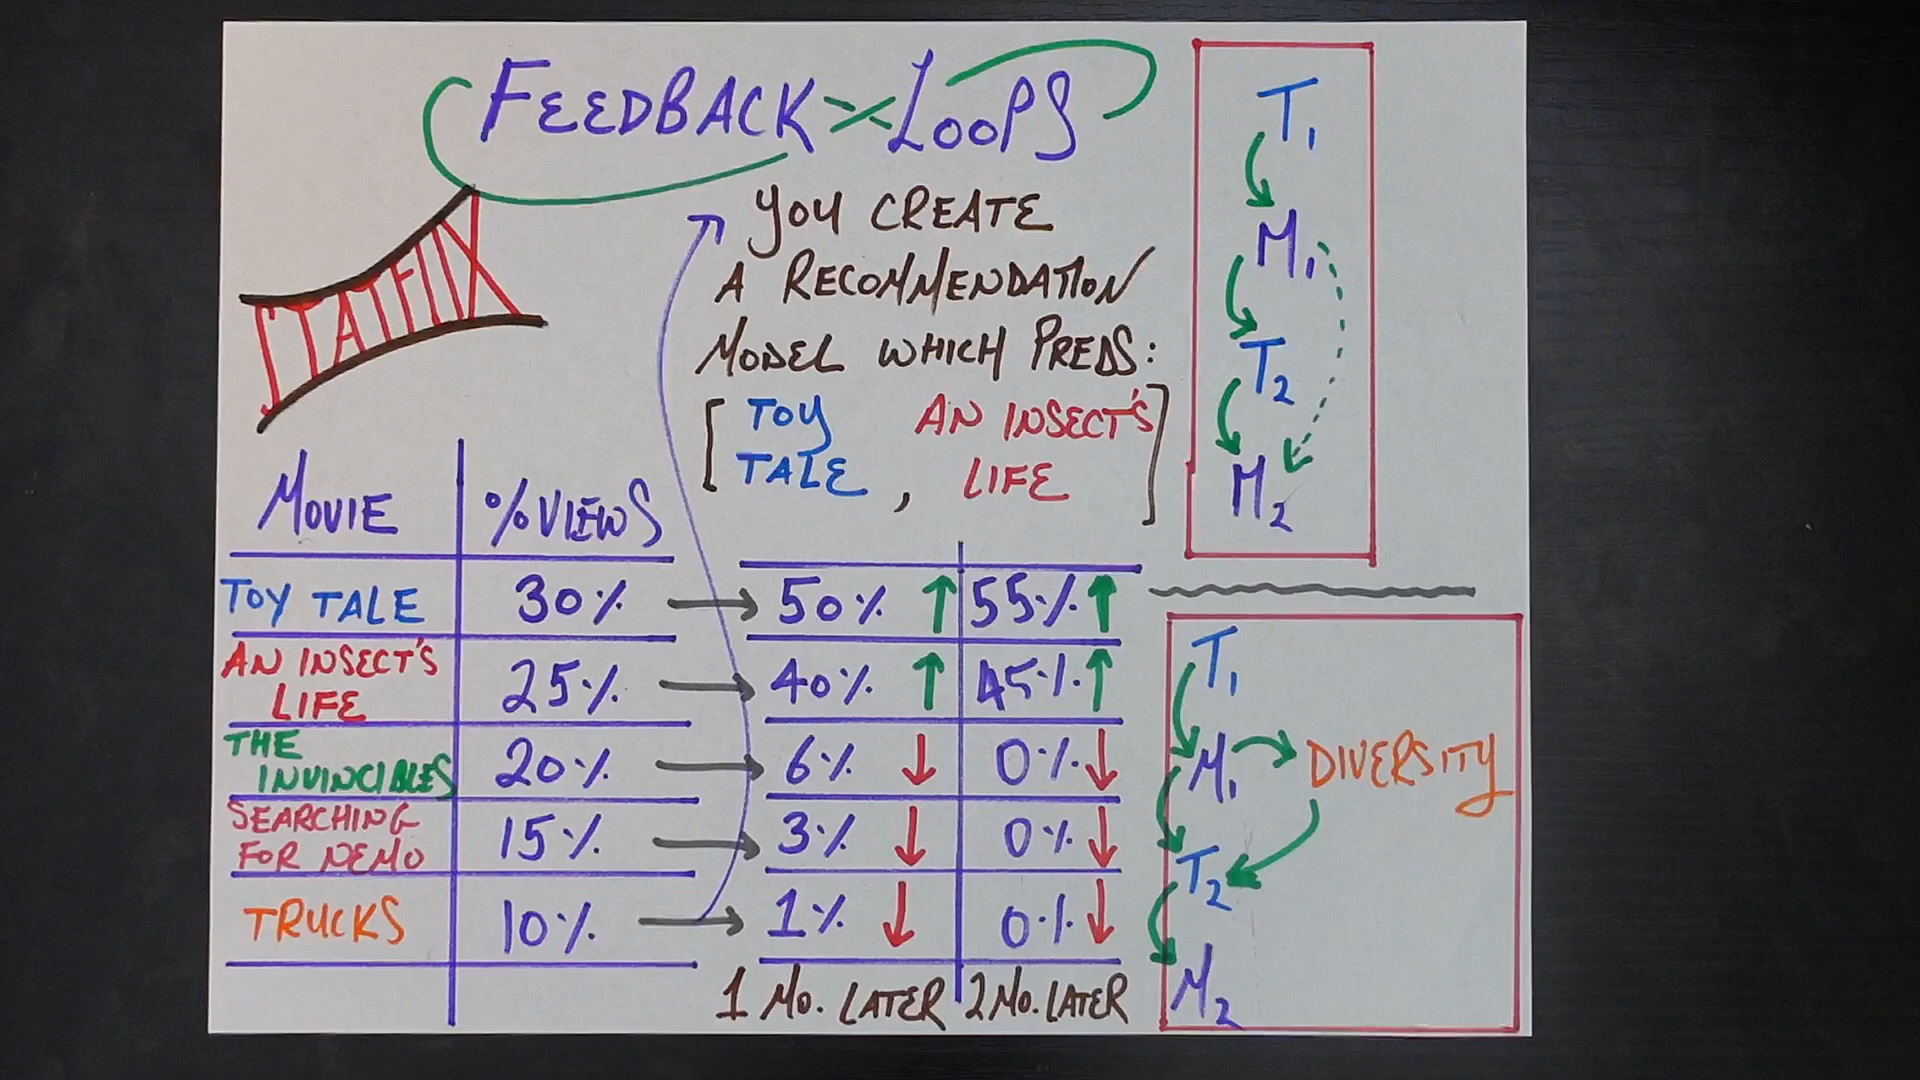 FEEDBACK LOOPS
STATFLIX
YOU CREATE
A RECOMMENDATION
MODEL WHICH PREDS:
[TOY TALE, AN INSECT'S LIFE]
MOVIE %VIEWS
TOY TALE 30% 50% 55%
AN INSECT'S LIFE 25% 40% 45%
THE INVINCIBLES 20% 6% 0%
SEARCHING FOR NEMO 15% 3% 0%
TRUCKS 10% 1% 0%
1 MO. LATER 2 MO. LATER
T1
M1
T2
M2
T1
M1 DIVERSITY
T2
M2